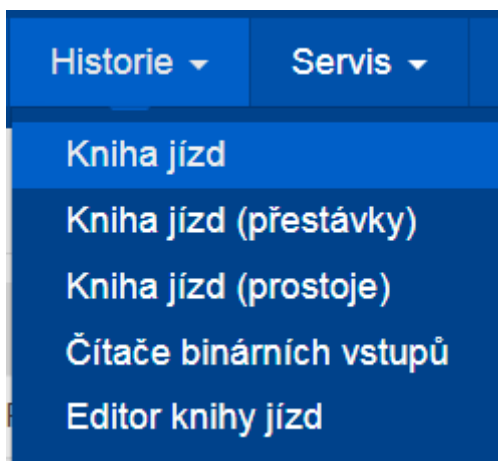 Historie Servis
Kniha jízd
Kniha jízd (přestávky)
Kniha jízd (prostoje)
Čítače binárních vstupů
Editor knihy jízd